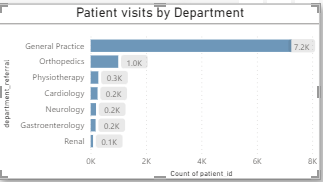 Patient visits by Department
department_referral
General Practice 7.2K
Orthopedics 1.0K
Physiotherapy 0.3K
Cardiology 0.2K
Neurology 0.2K
Gastroenterology 0.2K
Renal 0.1K
0K 2K 4K 6K 8K
Count of patient_id